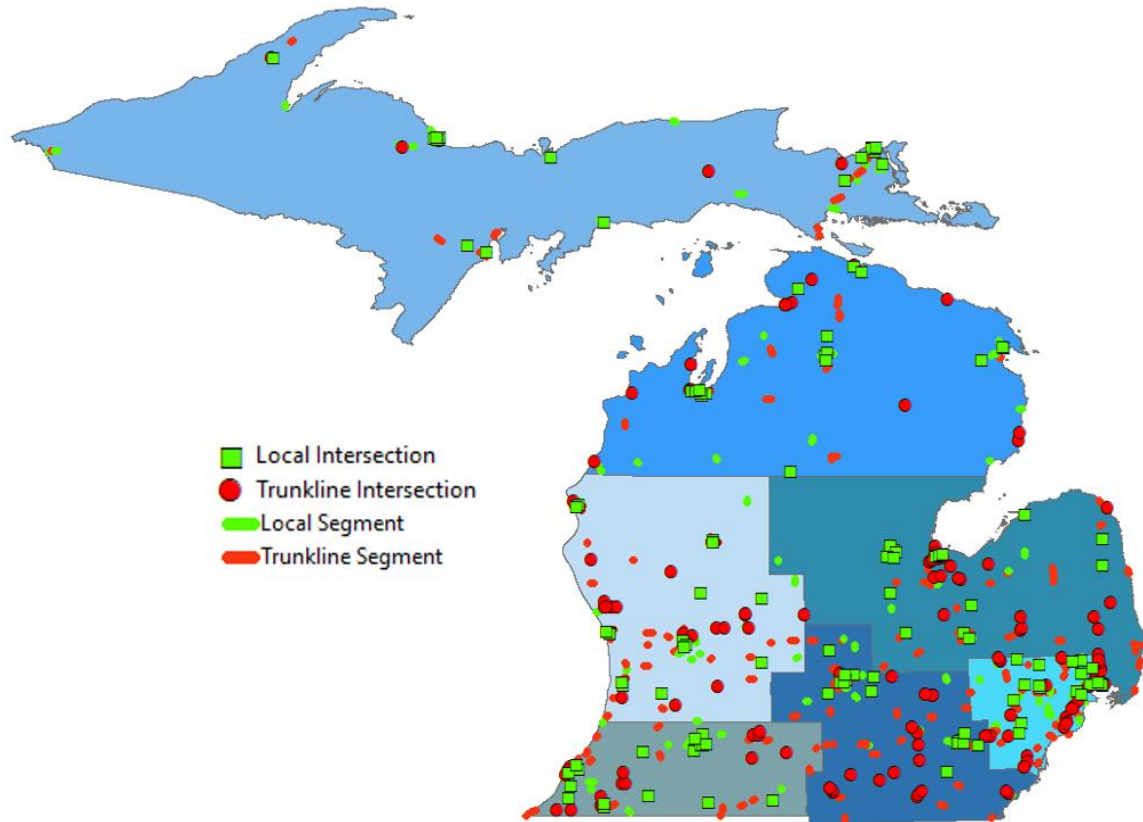 Local Intersection
Trunkline Intersection
Local Segment
Trunkline Segment